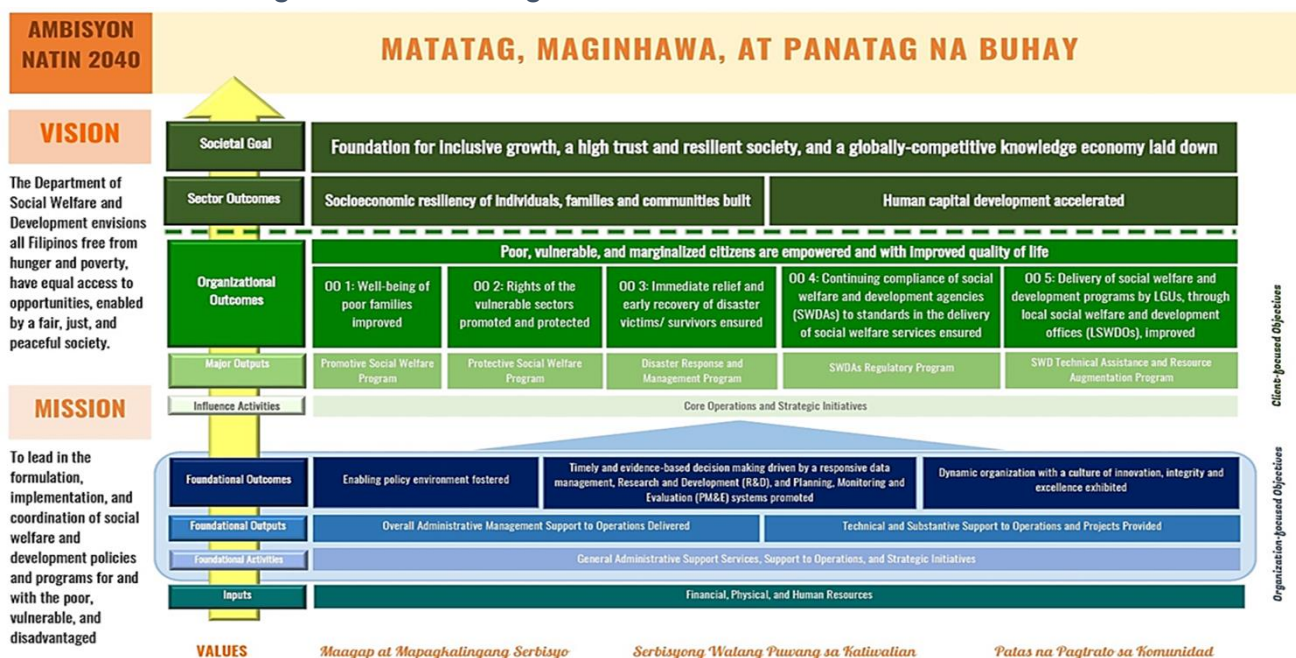 AMBISYON
NATIN 2040
MATATAG, MAGINHAWA, AT PANATAG NA BUHAY
VISION
The Department of
Social Welfare and
Development envisions
all Filipinos free from
hunger and poverty,
have equal access to
opportunities, enabled
by a fair, just, and
peaceful society.
MISSION
To lead in the
formulation,
implementation, and
coordination of social
welfare and
development policies
and programs for and
with the poor,
vulnerable, and
disadvantaged
Societal Goal
Foundation for inclusive growth, a high trust and resilient society, and a globally-competitive knowledge economy laid down
Sector Outcomes
Socioeconomic resiliency of individuals, families and communities built
Human capital development accelerated
Organizational
Outcomes
Poor, vulnerable, and marginalized citizens are empowered and with improved quality of life
OO 1: Well-being of
poor families
improved
OO 2: Rights of the
vulnerable sectors
promoted and protected
OO 3: Immediate relief and
early recovery of disaster
victims/ survivors ensured
OO 4: Continuing compliance of social
welfare and development agencies
(SWDAs) to standards in the delivery
of social welfare services ensured
OO 5: Delivery of social welfare and
development programs by LGUs, through
local social welfare and development
offices (LSWDOs), improved
Major Outputs
Promotive Social Welfare
Program
Protective Social Welfare
Program
Disaster Response and
Management Program
SWDAs Regulatory Program
SWD Technical Assistance and Resource
Augmentation Program
Influence Activities
Core Operations and Strategic Initiatives
Client-focused Objectives
Foundational Outcomes
Enabling policy environment fostered
Timely and evidence-based decision making driven by a responsive data
management, Research and Development (R&D), and Planning, Monitoring and
Evaluation (PM&E) systems promoted
Dynamic organization with a culture of innovation, integrity and
excellence exhibited
Foundational Outputs
Overall Administrative Management Support to Operations Delivered
Technical and Substantive Support to Operations and Projects Provided
Foundational Activities
General Administrative Support Services, Support to Operations, and Strategic Initiatives
Inputs
Financial, Physical, and Human Resources
Organization-focused Objectives
VALUES
Maagap at Mapagkalingang Serbisyo
Serbisyong Walang Puwang sa Katiwalian
Patas na Pagtrato sa Komunidad